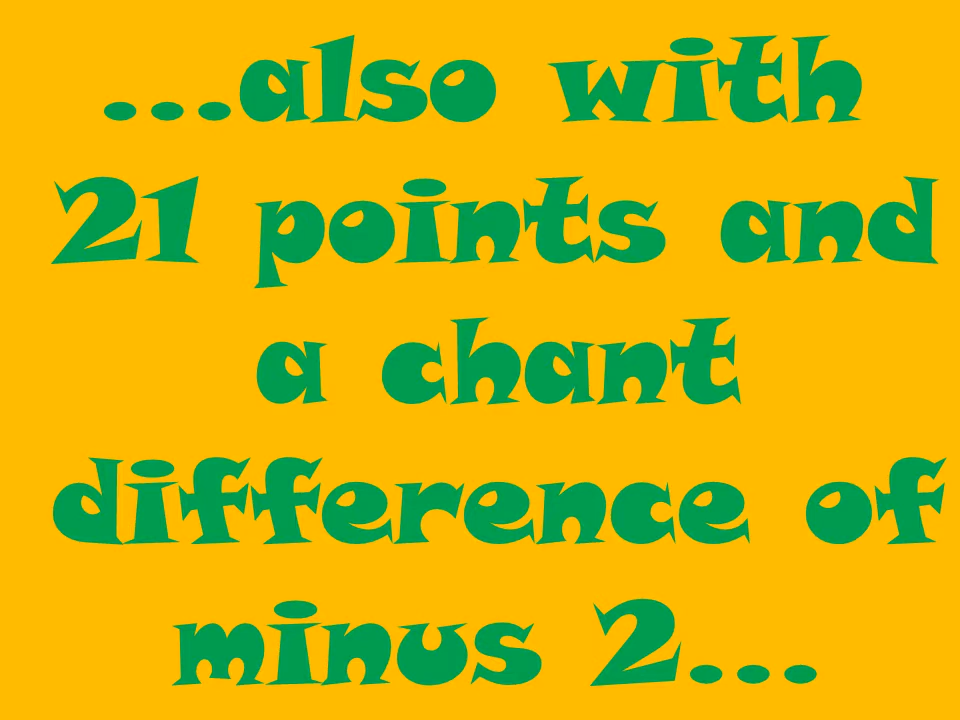 ...also with
21 points and
a chant
difference of
minus 2...